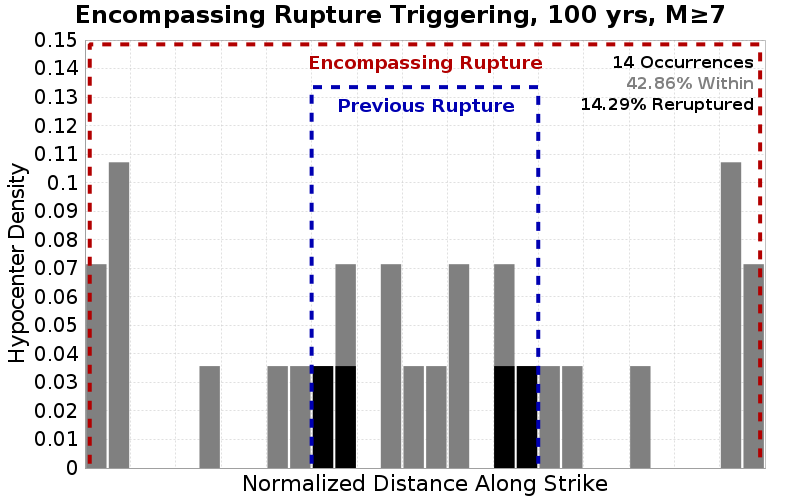 Encompassing Rupture Triggering, 100 yrs, M≥7
0.15
0.14
0.13
0.12
0.11
0.1
0.09
0.08
0.07
0.06
0.05
0.04
0.03
0.02
0.01
0
Hypocenter Density
Encompassing Rupture
Previous Rupture
14 Occurrences
42.86% Within
14.29% Reruptured
Normalized Distance Along Strike